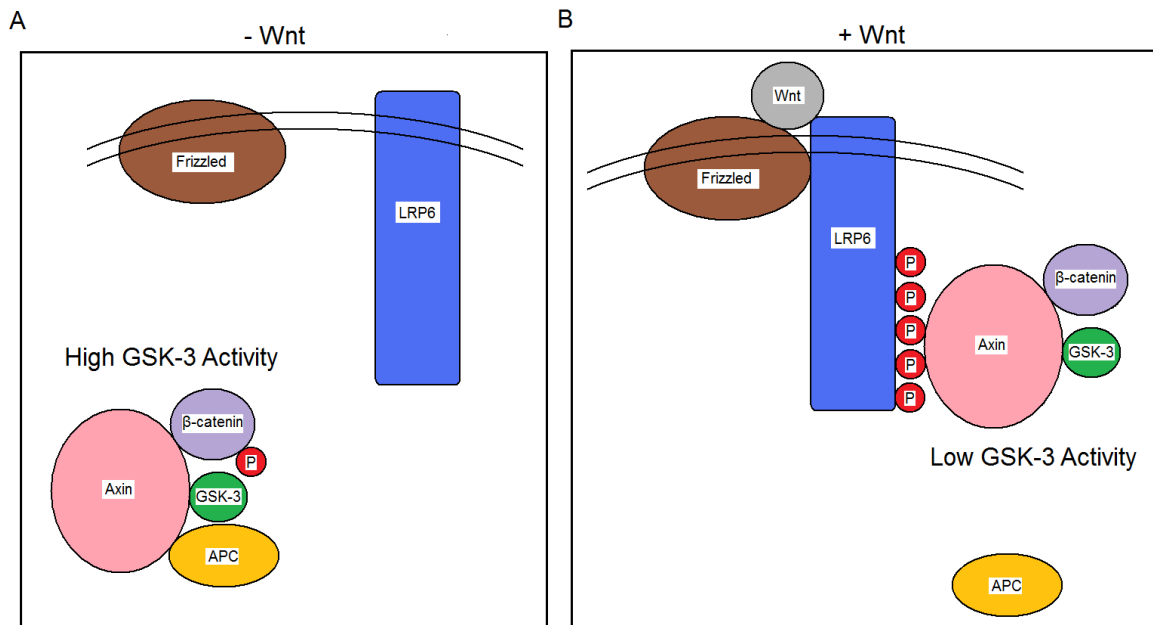 A
- Wnt
Frizzled
LRP6
High GSK-3 Activity
β-catenin
P
Axin
GSK-3
APC
B
+ Wnt
Wnt
Frizzled
LRP6
P
P
P
P
P
β-catenin
Axin
GSK-3
Low GSK-3 Activity
APC